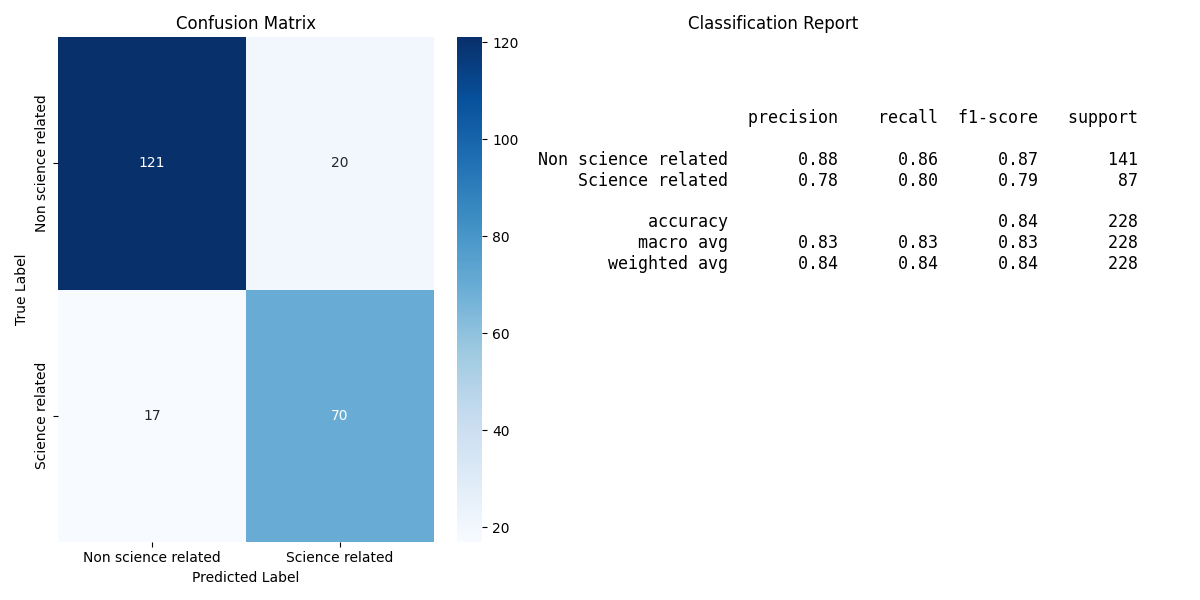 Confusion Matrix
Non science related
Science related
True Label
121
20
17
70
Non science related
Science related
Predicted Label
120
100
80
60
40
20
Classification Report
precision recall f1-score support
Non science related 0.88 0.86 0.87 141
Science related 0.78 0.80 0.79 87
accuracy 0.84 228
macro avg 0.83 0.83 0.83 228
weighted avg 0.84 0.84 0.84 228